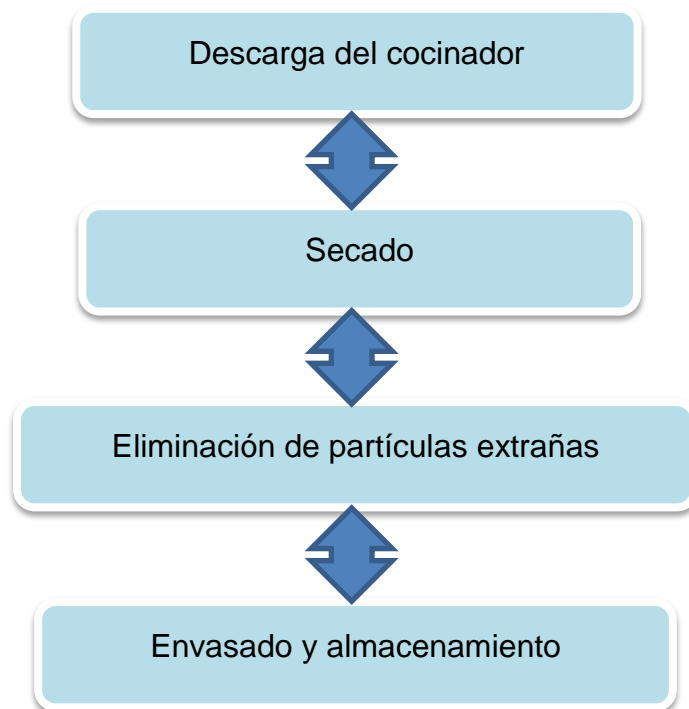 Descarga del cocinador
Secado
Eliminación de partículas extrañas
Envasado y almacenamiento